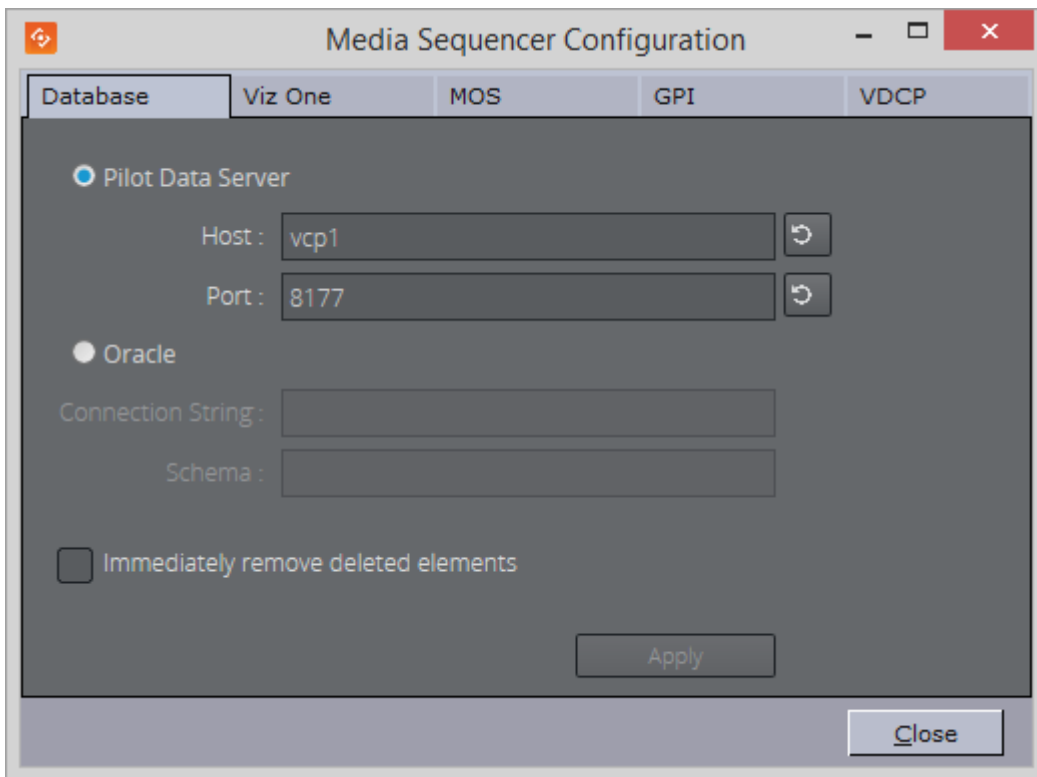 Media Sequencer Configuration
Database Viz One MOS GPI VDCP
Pilot Data Server
Host : vcp1
Port : 8177
Oracle
Connection String :
Schema :
Immediately remove deleted elements
Apply
Close